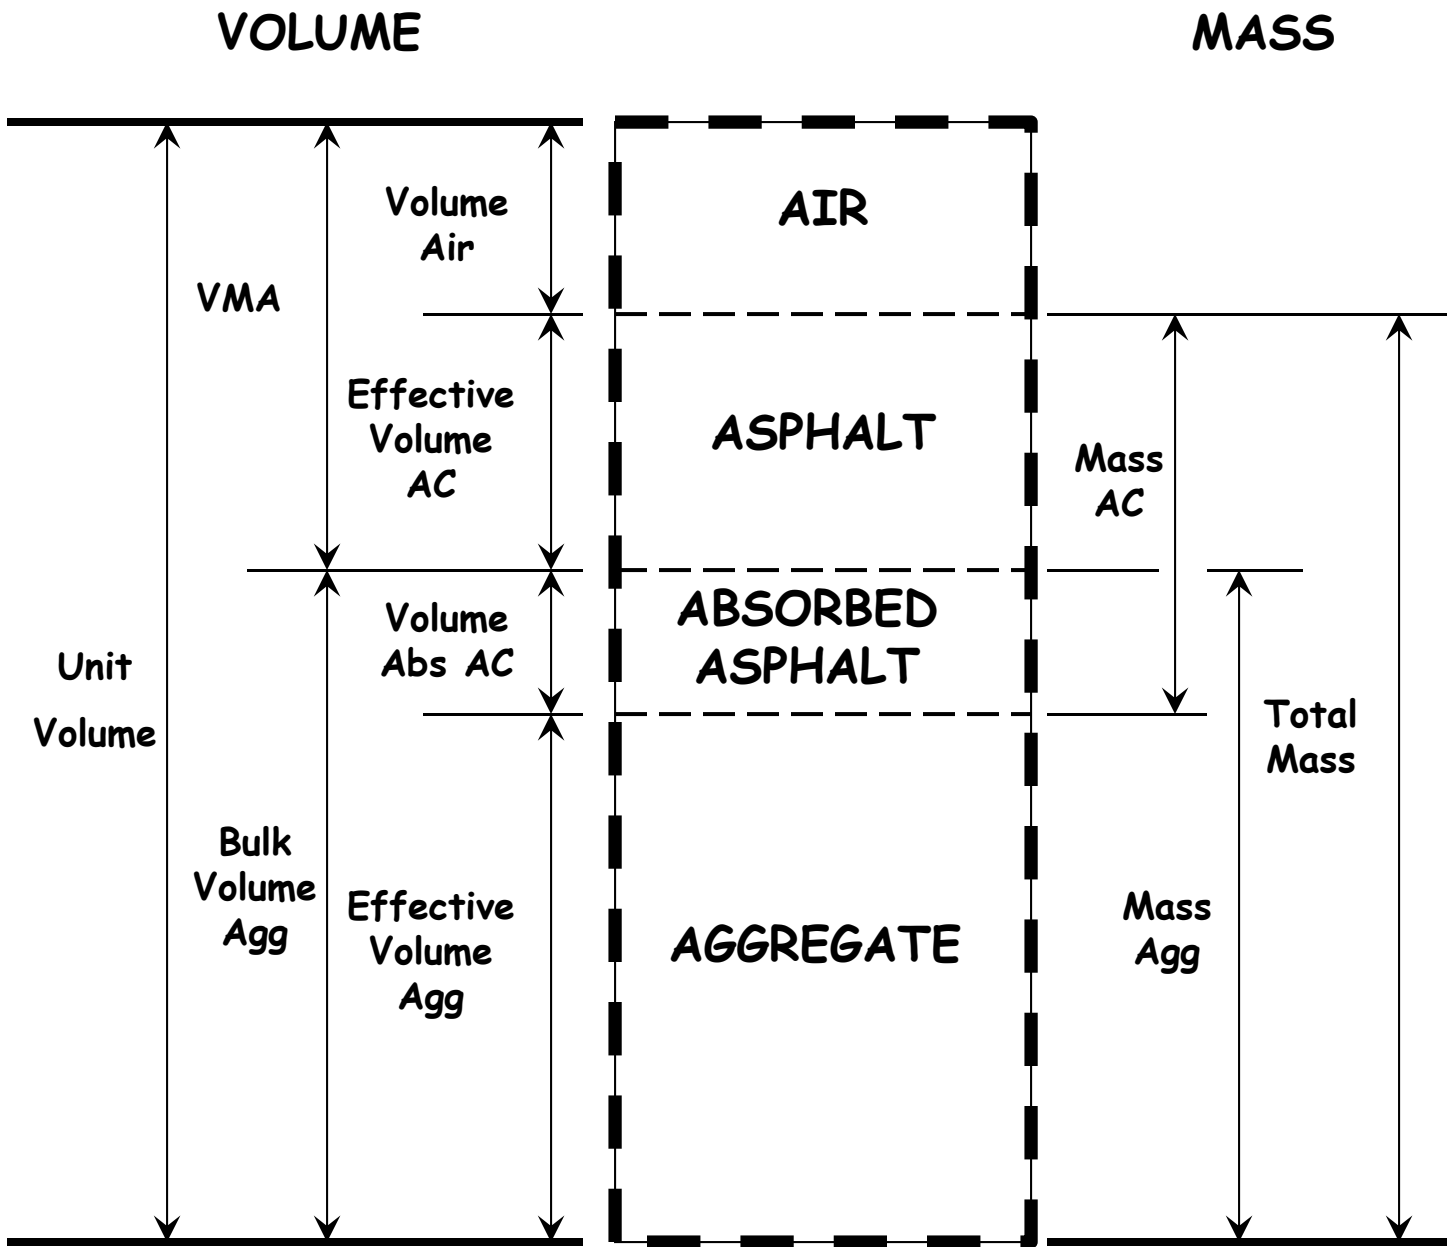 VOLUME
MASS
Volume
Air
AIR
VMA
Effective
Volume
AC
ASPHALT
Mass
AC
Volume
Abs AC
ABSORBED
ASPHALT
Unit
Volume
Total
Mass
Bulk
Volume
Agg
Effective
Volume
Agg
AGGREGATE
Mass
Agg